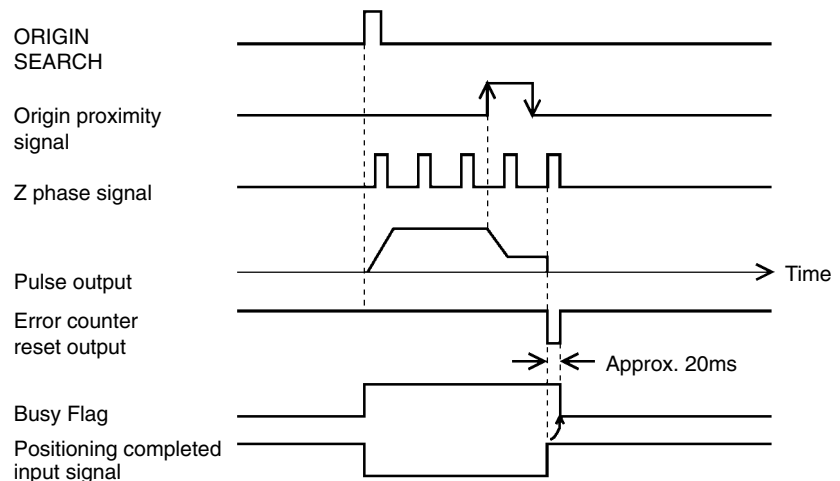 ORIGIN
SEARCH
Origin proximity
signal
Z phase signal
Pulse output
Time
Error counter
reset output
Approx. 20ms
Busy Flag
Positioning completed
input signal